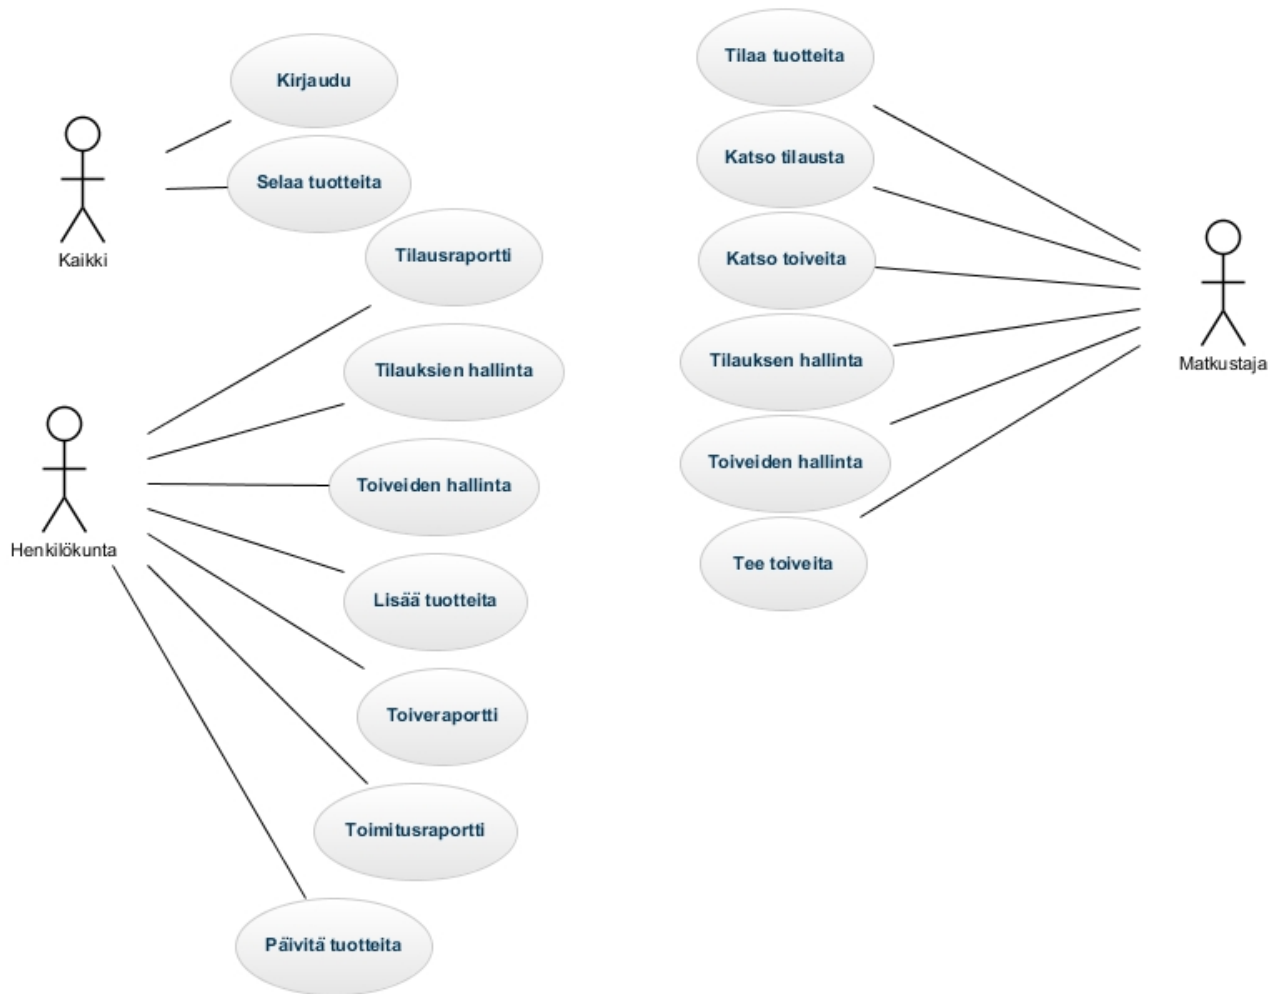 Kirjaudu
Selaa tuotteita
Kaikki
Tilausraportti
Tilauksien hallinta
Toiveiden hallinta
Henkilökunta
Lisää tuotteita
Toiveraportti
Toimitusraportti
Päivitä tuotteita
Tilaa tuotteita
Katso tilausta
Katso toiveita
Tilauksen hallinta
Toiveiden hallinta
Tee toiveita
Matkustaja